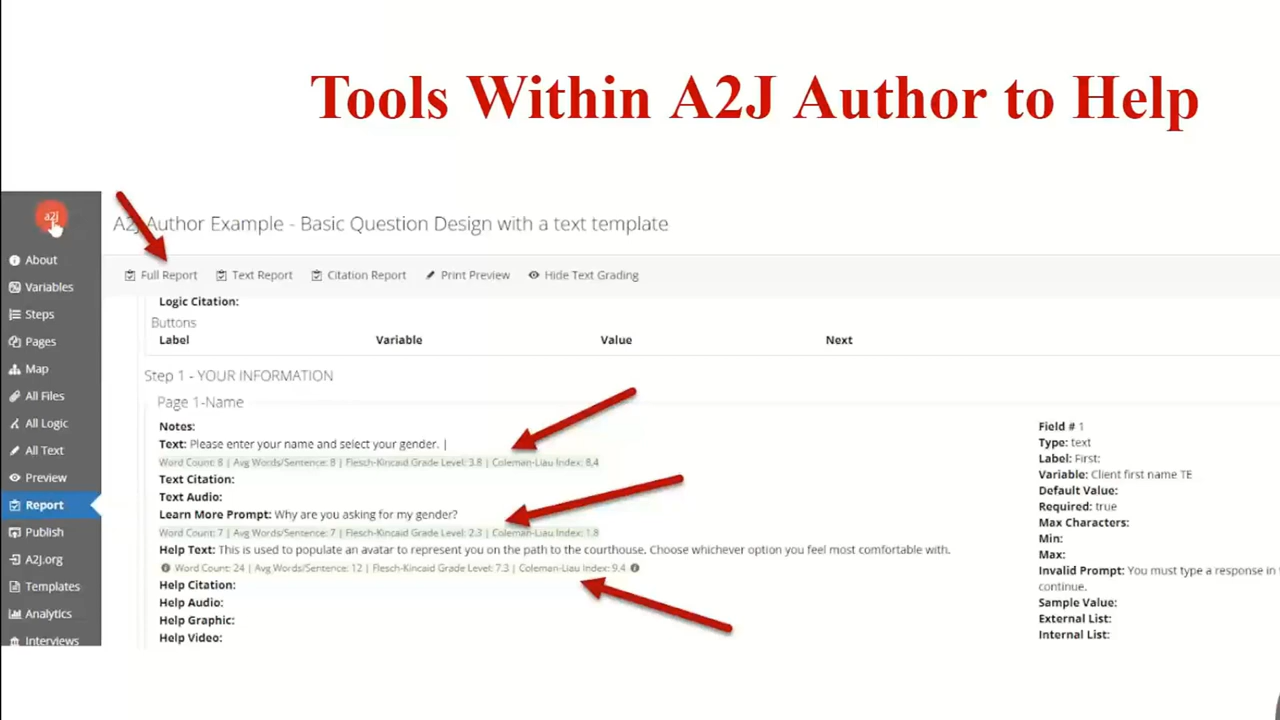 Tools Within A2J Author to Help
a2j
A2J Author Example - Basic Question Design with a text template
About
Variables
Steps
Pages
Map
All Files
All Logic
All Text
Preview
Report
Publish
A2J.org
Templates
Analytics
Interviews
Full Report Text Report Citation Report Print Preview Hide Text Grading
Logic Citation:
Buttons
Label Variable Value Next
Step 1 - YOUR INFORMATION
Page 1-Name
Notes:
Text: Please enter your name and select your gender. |
Word Count: 8 | Avg Words/Sentence: 8 | Flesch-Kincaid Grade Level: 3.8 | Coleman-Liau Index: 8.4
Text Citation:
Text Audio:
Learn More Prompt: Why are you asking for my gender?
Word Count: 7 | Avg Words/Sentence: 7 | Flesch-Kincaid Grade Level: 2.3 | Coleman-Liau Index: 1.8
Help Text: This is used to populate an avatar to represent you on the path to the courthouse. Choose whichever option you feel most comfortable with.
Word Count: 24 | Avg Words/Sentence: 12 | Flesch-Kincaid Grade Level: 7.3 | Coleman-Liau Index: 9.4
Help Citation:
Help Audio:
Help Graphic:
Help Video:
Field # 1
Type: text
Label: First:
Variable: Client first name TE
Default Value:
Required: true
Max Characters:
Min:
Max:
Invalid Prompt: You must type a response in
continue.
Sample Value:
External List:
Internal List: